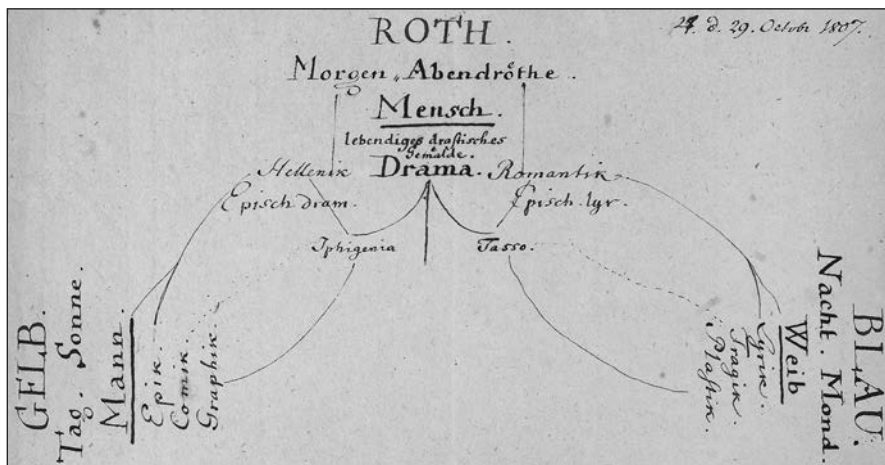 ROTH.
d. 29. Octobr 1807.
Morgen „ Abendröthe.
Mensch.
lebendiges drastisches
Gemälde.
Drama.
Hellenik
Romantik
Episch dram.
Episch-lyr.
Iphigenia
Tasso.
GELB.
Tag. Sonne.
Mann.
Epik.
Comik.
Graphik.
Plastik.
Tragik.
Lyrik.
Weib
Nacht. Mond.
BLAU.